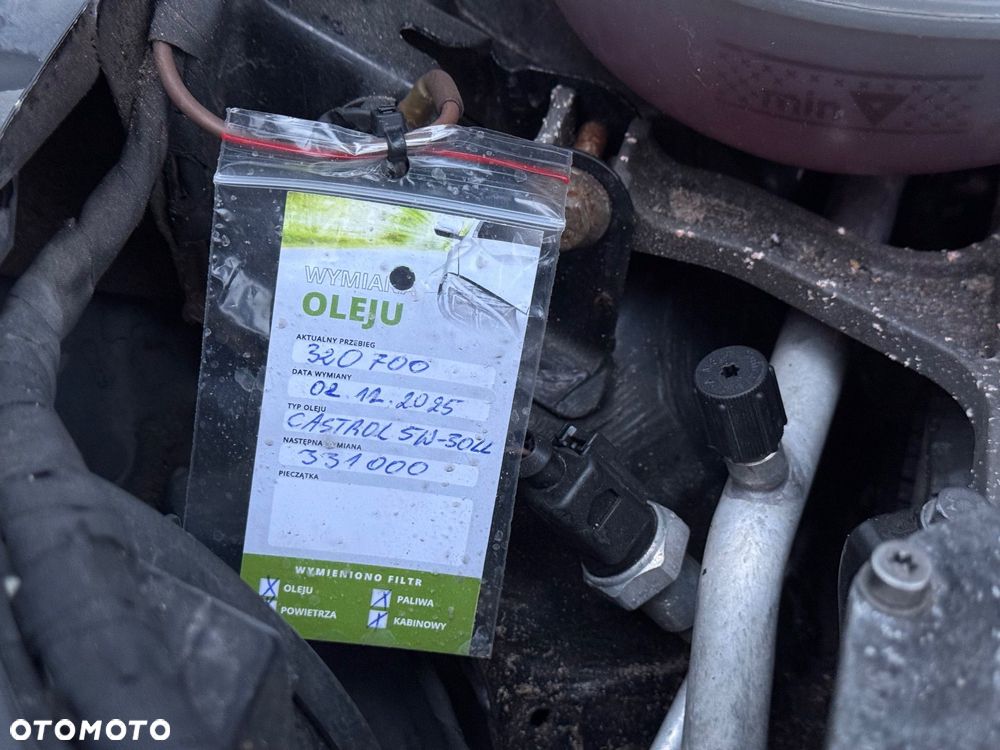 min
WYMIANA
OLEJU
AKTUALNY PRZEBIEG
320 700
DATA WYMIANY
02.12.2025
TYP OLEJU
CASTROL 5W-30LL
NASTĘPNA WYMIANA
331000
PIECZĄTKA
WYMIENIONO FILTR
X OLEJU
X PALIWA
X POWIETRZA
X KABINOWY
OTOMOTO